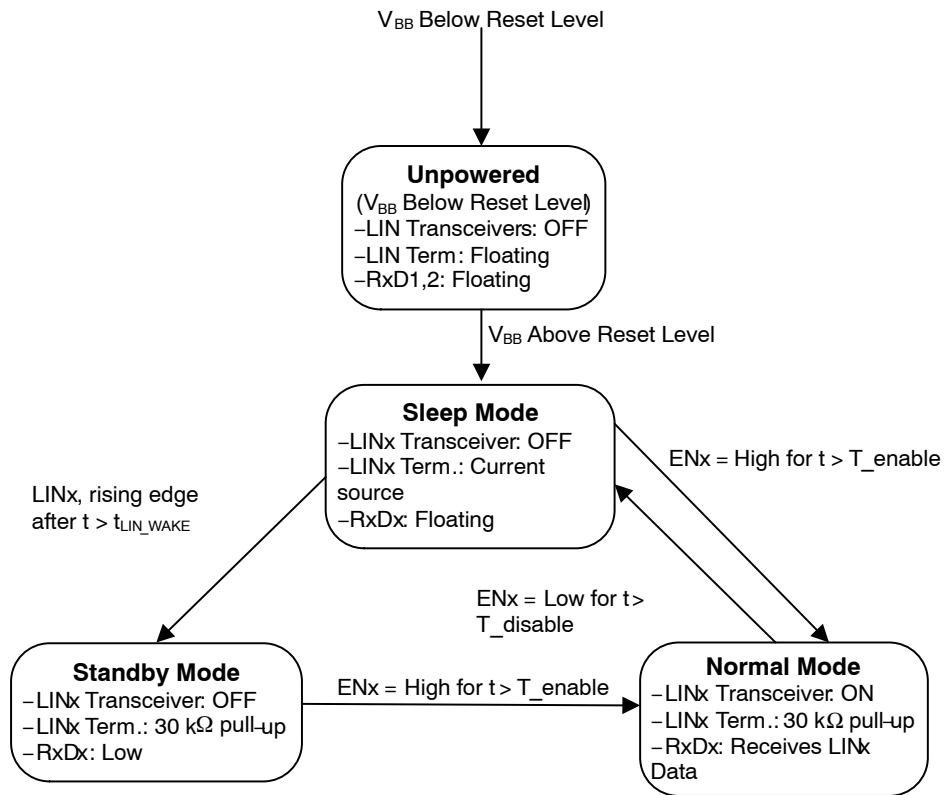 V_BB Below Reset Level
Unpowered
(V_BB Below Reset Level)
–LIN Transceivers: OFF
–LIN Term: Floating
–RxD1,2: Floating
V_BB Above Reset Level
Sleep Mode
–LINx Transceiver: OFF
–LINx Term.: Current
source
–RxDx: Floating
ENx = High for t > T_enable
LINx, rising edge
after t > t_LIN_WAKE
ENx = Low for t>
T_disable
Standby Mode
–LINx Transceiver: OFF
–LINx Term.: 30 kΩ pull–up
–RxDx: Low
ENx = High for t> T_enable
Normal Mode
–LINx Transceiver: ON
–LINx Term.: 30 kΩ pull–up
–RxDx: Receives LINx
Data